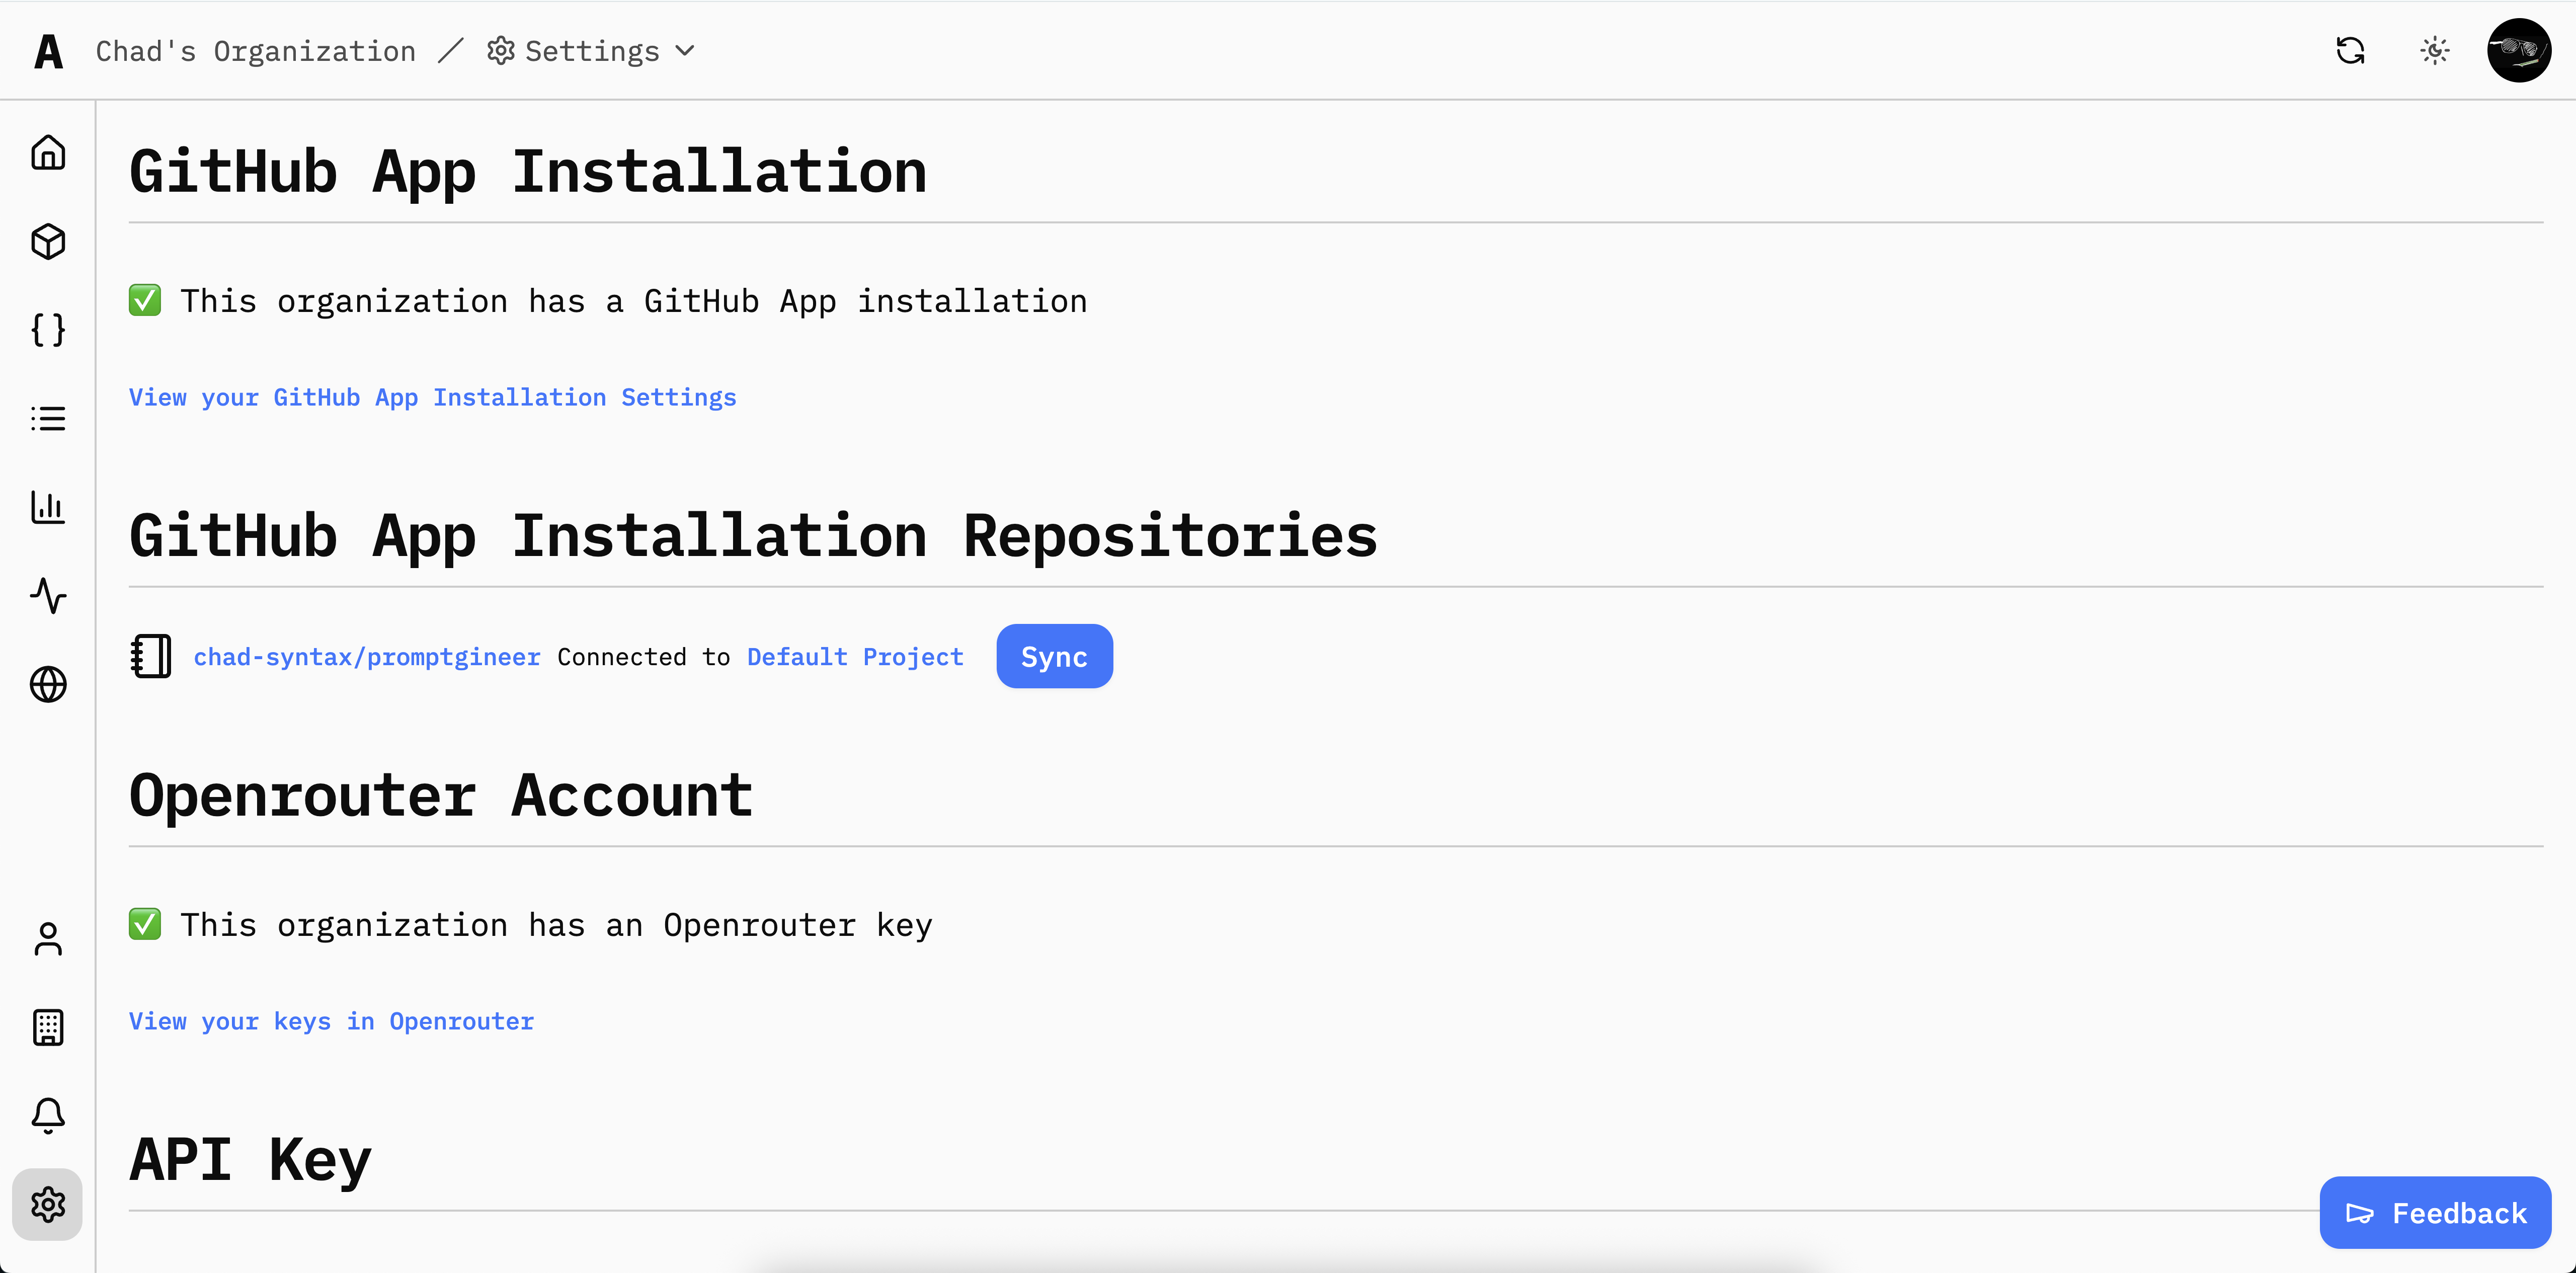 A Chad's Organization / Settings
GitHub App Installation
✅ This organization has a GitHub App installation
View your GitHub App Installation Settings
GitHub App Installation Repositories
chad-syntax/promptgineer Connected to Default Project Sync
Openrouter Account
✅ This organization has an Openrouter key
View your keys in Openrouter
API Key
Feedback